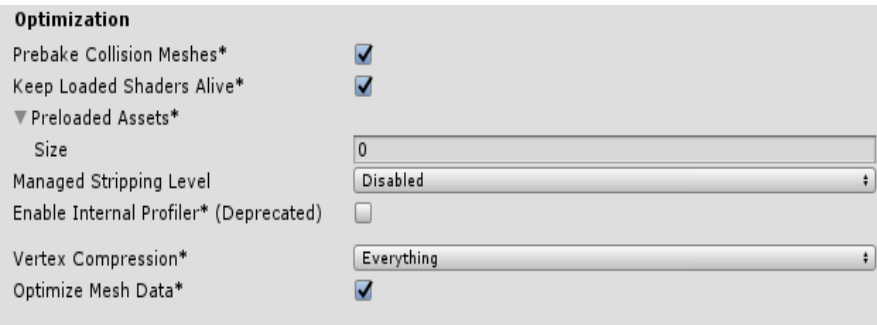 Optimization
Prebake Collision Meshes*
Keep Loaded Shaders Alive*
Preloaded Assets*
Size 0
Managed Stripping Level Disabled
Enable Internal Profiler* (Deprecated)
Vertex Compression* Everything
Optimize Mesh Data*